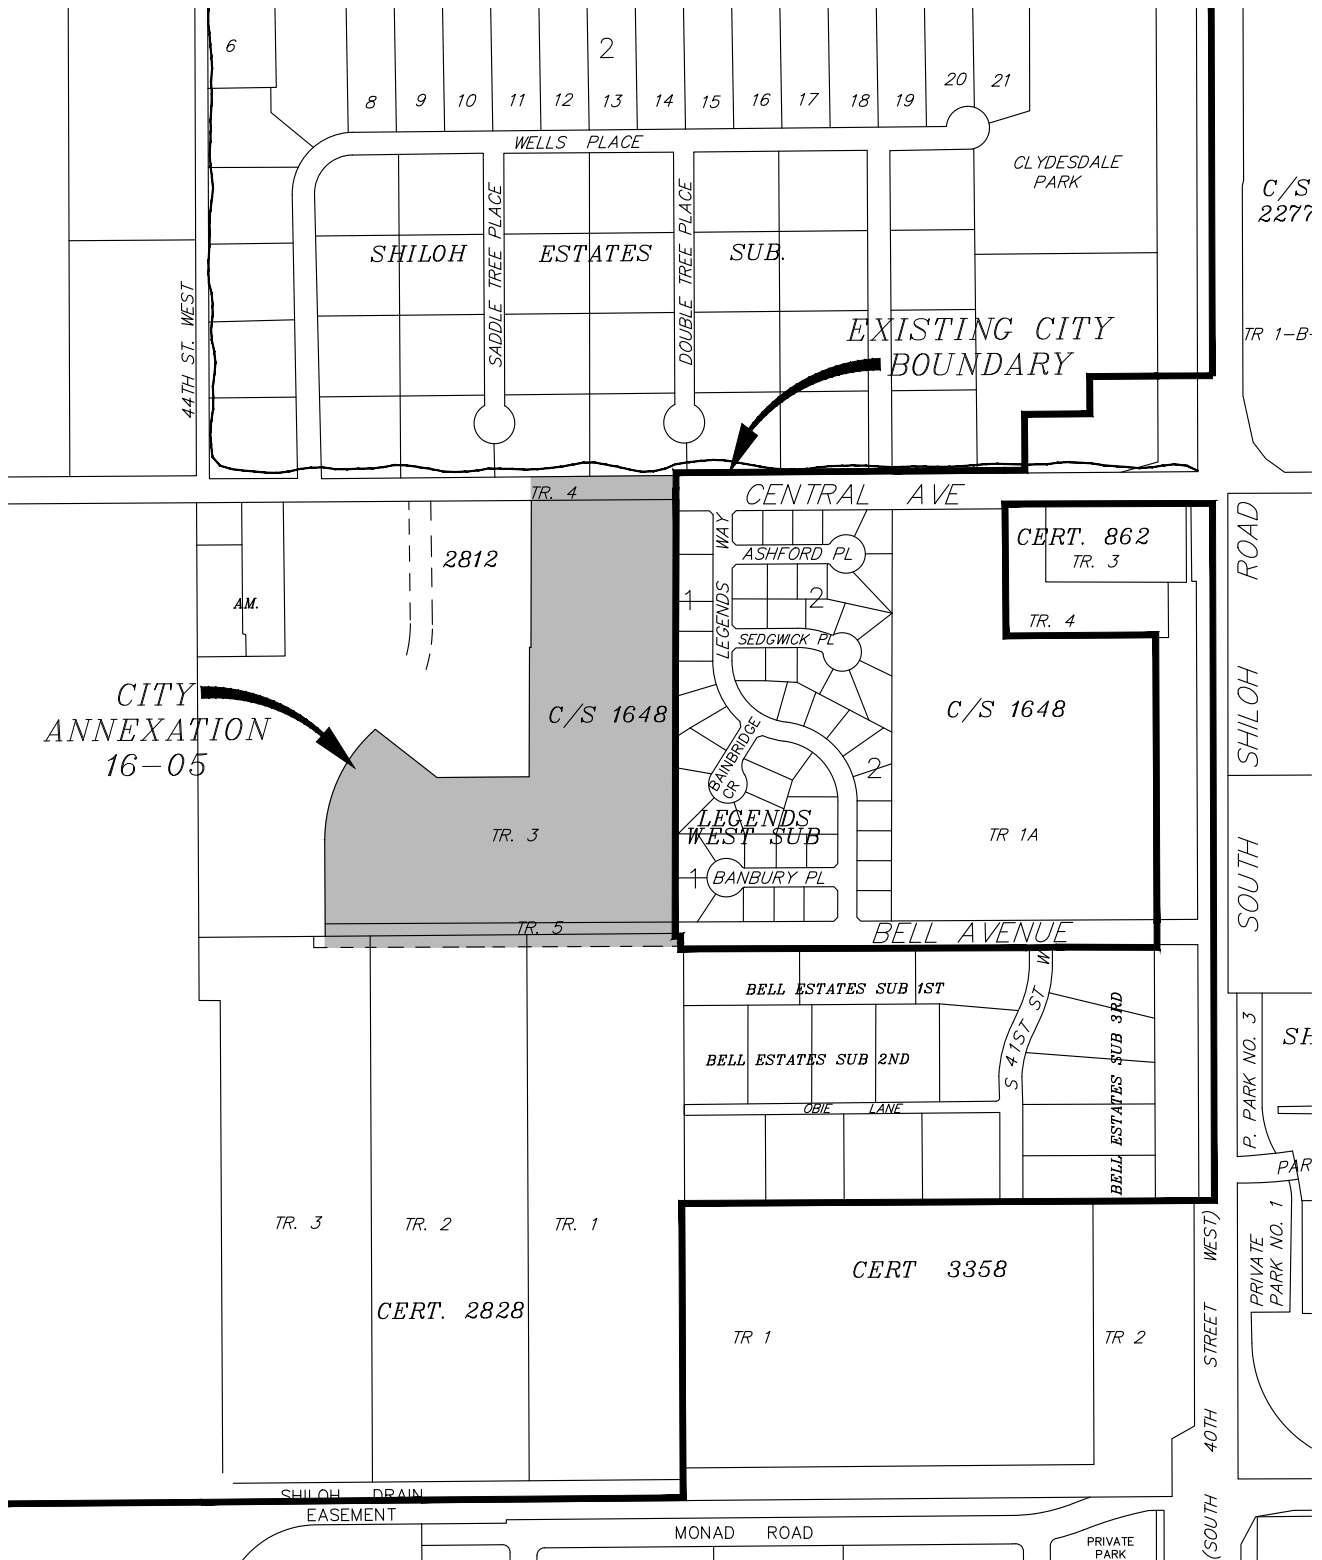 6
2
8
9
10
11
12
13
14
15
16
17
18
19
20
21
WELLS PLACE
CLYDESDALE
PARK
C/S
2277
SADDLE TREE PLACE
DOUBLE TREE PLACE
SHILOH ESTATES SUB.
44TH ST. WEST
EXISTING CITY
BOUNDARY
TR 1-B-
TR. 4
CENTRAL AVE
2812
AM.
LEGENDS WAY
ASHFORD PL
1
2
SEDGWICK PL
CERT. 862
TR. 3
TR. 4
SOUTH SHILOH ROAD
CITY
ANNEXATION
16-05
C/S 1648
C/S 1648
BAINBRIDGE
CR
2
LEGENDS
WEST SUB
TR. 3
TR 1A
1
BANBURY PL
TR. 5
BELL AVENUE
BELL ESTATES SUB 1ST
S 41ST ST W
BELL ESTATES SUB 2ND
BELL ESTATES SUB 3RD
OBIE LANE
P. PARK NO. 3
SH
PAR
TR. 3
TR. 2
TR. 1
CERT. 2828
CERT 3358
TR 1
TR 2
PRIVATE
PARK NO. 1
(SOUTH 40TH STREET WEST)
SHILOH DRAIN
EASEMENT
MONAD ROAD
PRIVATE
PARK